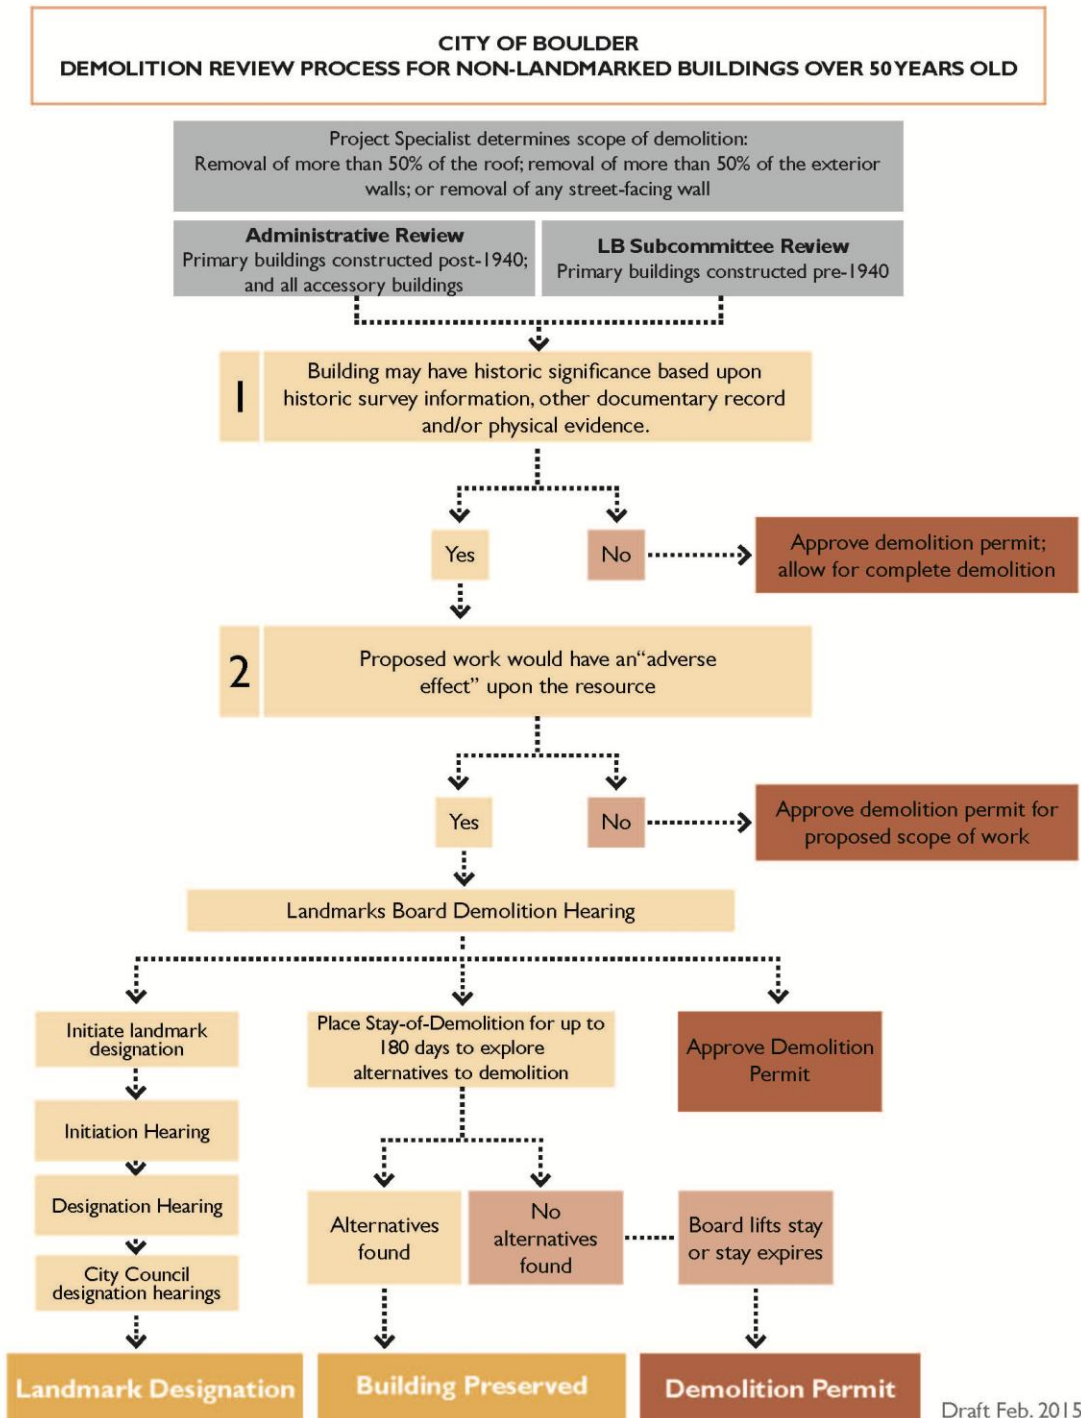 CITY OF BOULDER
DEMOLITION REVIEW PROCESS FOR NON-LANDMARKED BUILDINGS OVER 50 YEARS OLD
Project Specialist determines scope of demolition:
Removal of more than 50% of the roof; removal of more than 50% of the exterior
walls; or removal of any street-facing wall
Administrative Review
Primary buildings constructed post-1940;
and all accessory buildings
LB Subcommittee Review
Primary buildings constructed pre-1940
1
Building may have historic significance based upon
historic survey information, other documentary record
and/or physical evidence.
Yes
No
Approve demolition permit;
allow for complete demolition
2
Proposed work would have an“adverse
effect” upon the resource
Yes
No
Approve demolition permit for
proposed scope of work
Landmarks Board Demolition Hearing
Initiate landmark
designation
Place Stay-of-Demolition for up to
180 days to explore
alternatives to demolition
Approve Demolition
Permit
Initiation Hearing
Designation Hearing
City Council
designation hearings
Alternatives
found
No
alternatives
found
Board lifts stay
or stay expires
Landmark Designation
Building Preserved
Demolition Permit
Draft Feb. 2015